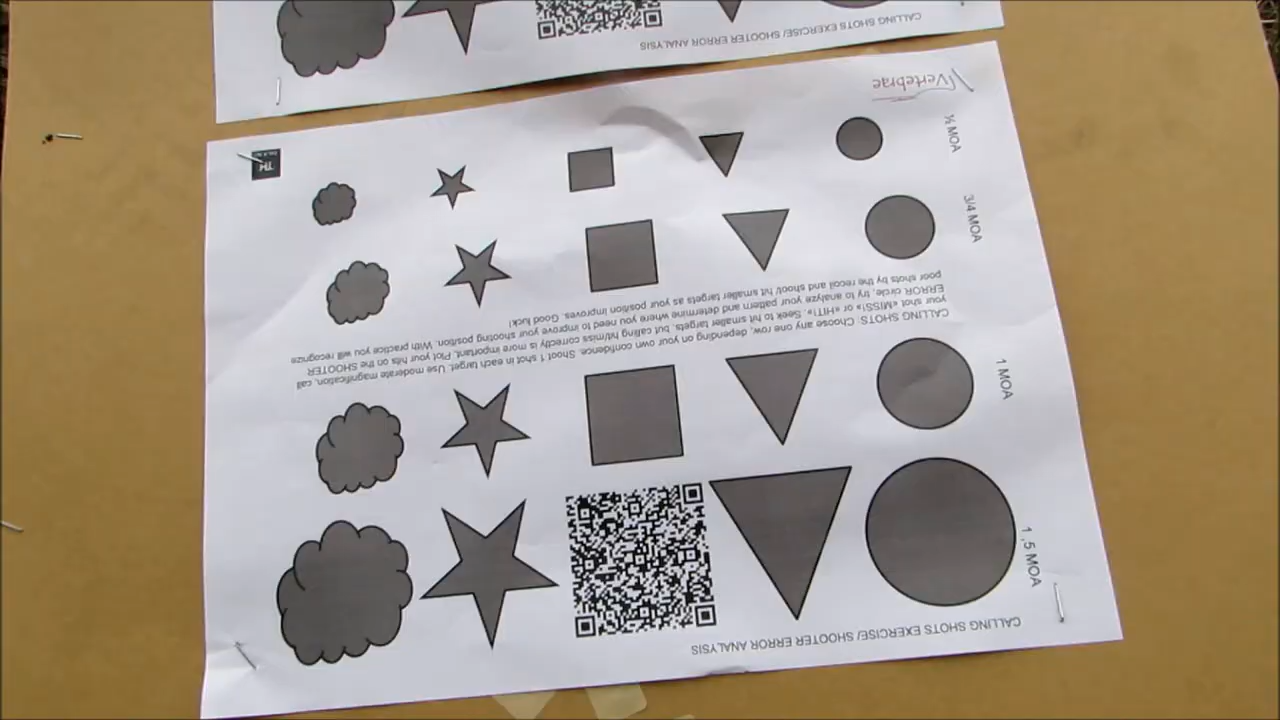 CALLING SHOTS EXERCISE/ SHOOTER ERROR ANALYSIS
CALLING SHOTS EXERCISE/ SHOOTER ERROR ANALYSIS
1 ,5 MOA
1 MOA
CALLING SHOTS: Choose any one row, depending on your own confidence. Shoot 1 shot in each target. Use moderate magnification, call
your shot «MISS!» or «HIT!». Seek to hit smaller targets, but calling hit/miss correctly is more important. Plot your hits on the SHOOTER
ERROR circle, try to analyze your pattern and determine where you need to improve your shooting position. With practice you will recognize
poor shots by the recoil and shoot/ hit smaller targets as your position improves. Good luck!
3/4 MOA
½ MOA
Vertebrae
TH